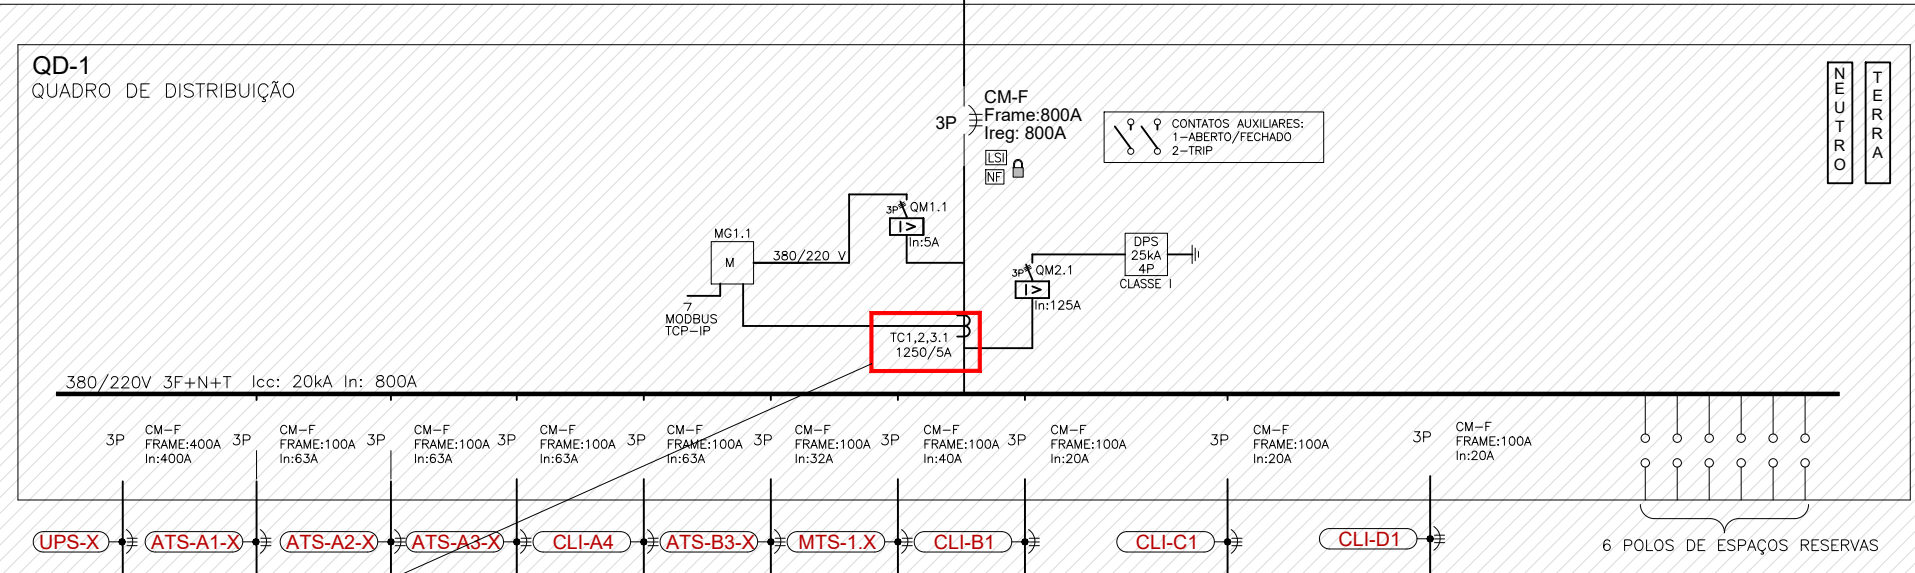 QD-1
QUADRO DE DISTRIBUIÇÃO
3P
CM-F
Frame:800A
Ireg: 800A
LSI
NF
CONTATOS AUXILIARES:
1-ABERTO/FECHADO
2-TRIP
NEUTRO
TERRA
3P
QM1.1
I>
In:5A
MG1.1
M
380/220 V
7
MODBUS
TCP-IP
3P
QM2.1
I>
In:125A
DPS
25kA
4P
CLASSE I
TC1,2,3.1
1250/5A
380/220V 3F+N+T Icc: 20kA In: 800A
3P
CM-F
FRAME:400A
In:400A
3P
CM-F
FRAME:100A
In:63A
3P
CM-F
FRAME:100A
In:63A
3P
CM-F
FRAME:100A
In:63A
3P
CM-F
FRAME:100A
In:63A
3P
CM-F
FRAME:100A
In:32A
3P
CM-F
FRAME:100A
In:40A
3P
CM-F
FRAME:100A
In:20A
3P
CM-F
FRAME:100A
In:20A
3P
CM-F
FRAME:100A
In:20A
UPS-X
ATS-A1-X
ATS-A2-X
ATS-A3-X
CLI-A4
ATS-B3-X
MTS-1.X
CLI-B1
CLI-C1
CLI-D1
6 POLOS DE ESPAÇOS RESERVAS